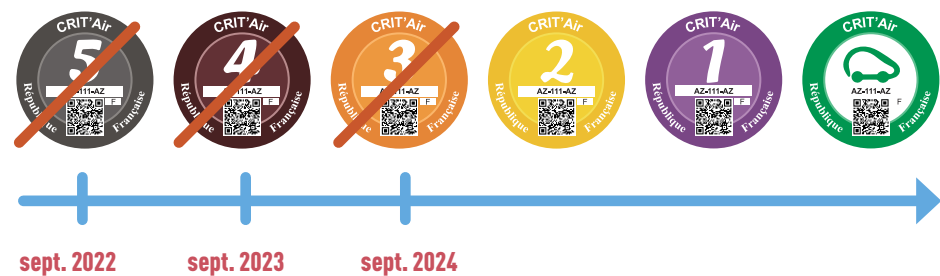 CRIT'Air
5
AZ-111-AZ
F
République Française
CRIT'Air
4
AZ-111-AZ
F
République Française
CRIT'Air
3
AZ-111-AZ
F
République Française
CRIT'Air
2
AZ-111-AZ
F
République Française
CRIT'Air
1
AZ-111-AZ
F
République Française
CRIT'Air
AZ-111-AZ
F
République Française
sept. 2022
sept. 2023
sept. 2024